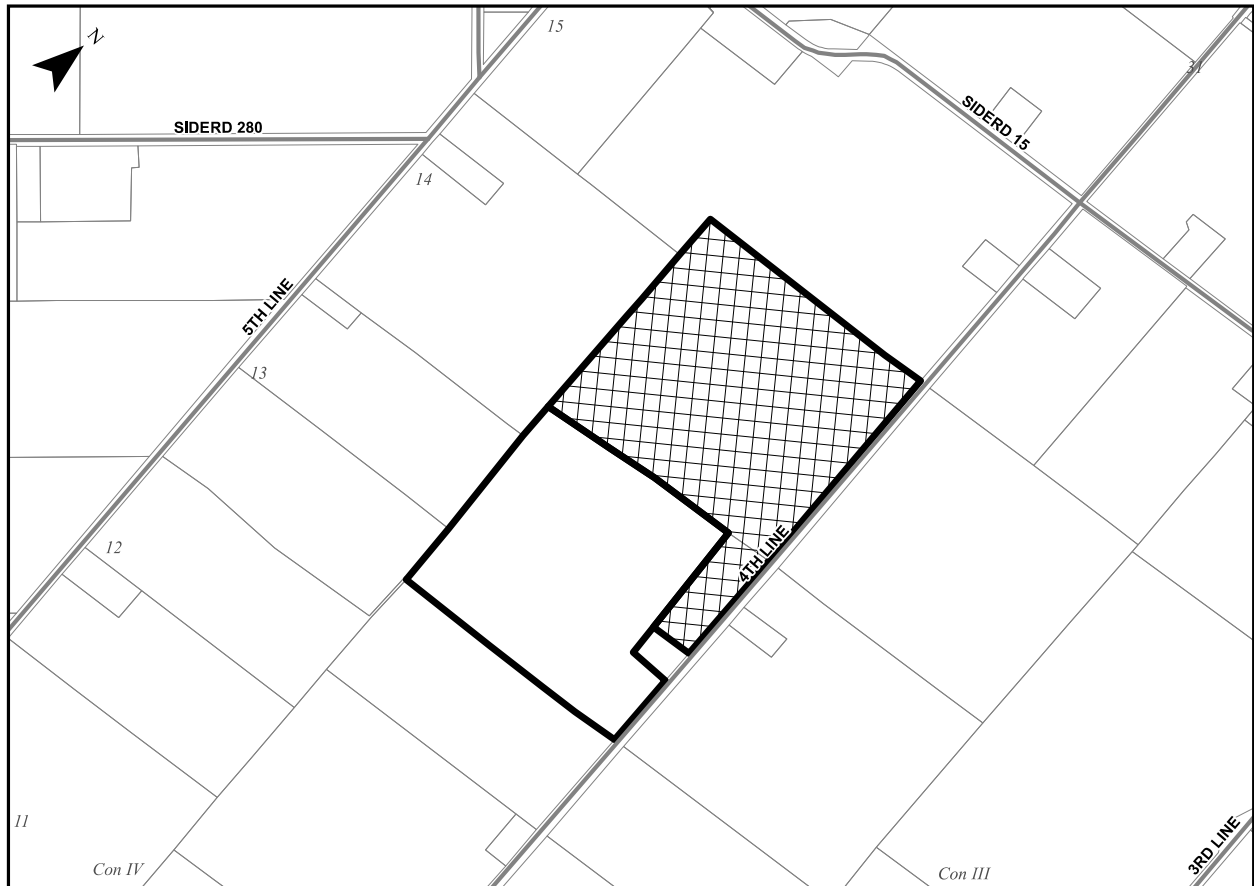 15
N
31
SIDERD 280
SIDERD 15
14
5TH LINE
13
4TH LINE
12
11
3RD LINE
Con IV
Con III